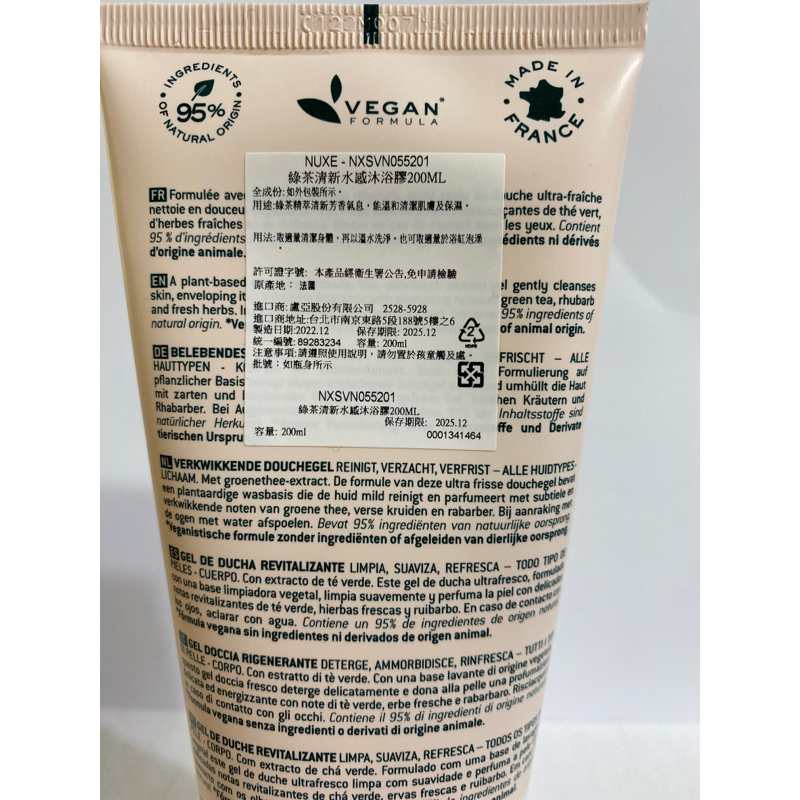 INGREDIENTS
95%
OF NATURAL ORIGIN*
VEGAN*
FORMULA
MADE IN
FRANCE
NUXE - NXSVN055201
綠茶清新水感沐浴膠200ML
全成份: 如外包裝所示。
用途:綠茶精萃清新芳香氣息，能溫和清潔肌膚及保濕。
用法:取適量清潔身體，再以溫水洗淨。也可取適量於浴缸泡澡
。
許可證字號: 本產品經衛生署公告,免申請檢驗
原產地: 法國
進口商: 盧亞股份有限公司 2528-5928
進口商地址:台北市南京東路5段188號5樓之6
製造日期:2022.12 保存期限: 2025.12
統一編號: 89283234 容量: 200ml
注意事項:請遵照使用說明，請勿置於孩童觸及處。
批號: 如瓶身所示
2
HDPE
NXSVN055201
綠茶清新水感沐浴膠200ML
保存期限: 2025.12
容量: 200ml 0001341464
FR Formulée avec uche ultra-fraîche
nettoie en douceur çantes de thé vert,
d'herbes fraîches les yeux. Contient
95 % d'ingrédients édients ni dérivés
d'origine animale.
EN A plant-based gel gently cleanses
skin, enveloping it green tea, rhubarb
and fresh herbs. 95% ingredients of
natural origin. of animal origin.
DE BELEBENDES FRISCHT – ALLE
HAUTTYPEN - Formulierung auf
pflanzlicher Basis umhüllt die Haut
mit zarten und Kräutern und
Rhabarber. Bei Inhaltsstoffe sind
natürlicher ffe und Derivate
tierischen
NL VERKWIKKENDE DOUCHEGEL REINIGT, VERZACHT, VERFRIST – ALLE HUIDTYPES-
LICHAAM. Met groenethee-extract. De formule van deze ultra frisse douchegel bevat
een plantaardige wasbasis die de huid mild reinigt en parfumeert met subtiele en
verkwikkende noten van groene thee, verse kruiden en rabarber. Bij aanraking met
de ogen met water afspoelen. Bevat 95% ingrediënten van natuurlijke oorsprong.
*Veganistische formule zonder ingrediënten of afgeleiden van dierlijke oorsprong.
ES GEL DE DUCHA REVITALIZANTE LIMPIA, SUAVIZA, REFRESCA – TODO TIPO DE
PIELES - CUERPO. Con extracto de té verde. Este gel de ducha ultrafresco, formulado
con una base limpiadora vegetal, limpia suavemente y perfuma la piel con delicadas
notas revitalizantes de té verde, hierbas frescas y ruibarbo. En caso de contacto con
los ojos, aclarar con agua. Contiene un 95% de ingredientes de origen natural.
*Fórmula vegana sin ingredientes ni derivados de origen animal.
GEL DOCCIA RIGENERANTE DETERGE, AMMORBIDISCE, RINFRESCA – TUTTI
PELLE - CORPO. Con estratto di tè verde. Con una base lavante di origine vegetale,
questo gel doccia fresco deterge delicatamente e dona alla pelle una
delicata ed energizzante con note di tè verde, erbe fresche e rabarbaro.
caso di contatto con gli occhi. Contiene il 95% di ingredienti di origine
Formula vegana senza ingredienti o derivati di origine animale.
GEL DE DUCHE REVITALIZANTE LIMPA, SUAVIZA, REFRESCA – TODOS OS TIPOS
PELE - CORPO. Com extracto de chá verde. Formulado com uma base de
vegetal este gel de duche ultrafresco limpa com suavidade e perfuma a pele
delicadas notas revitalizantes de chá verde, ervas frescas e ruibarbo. Em